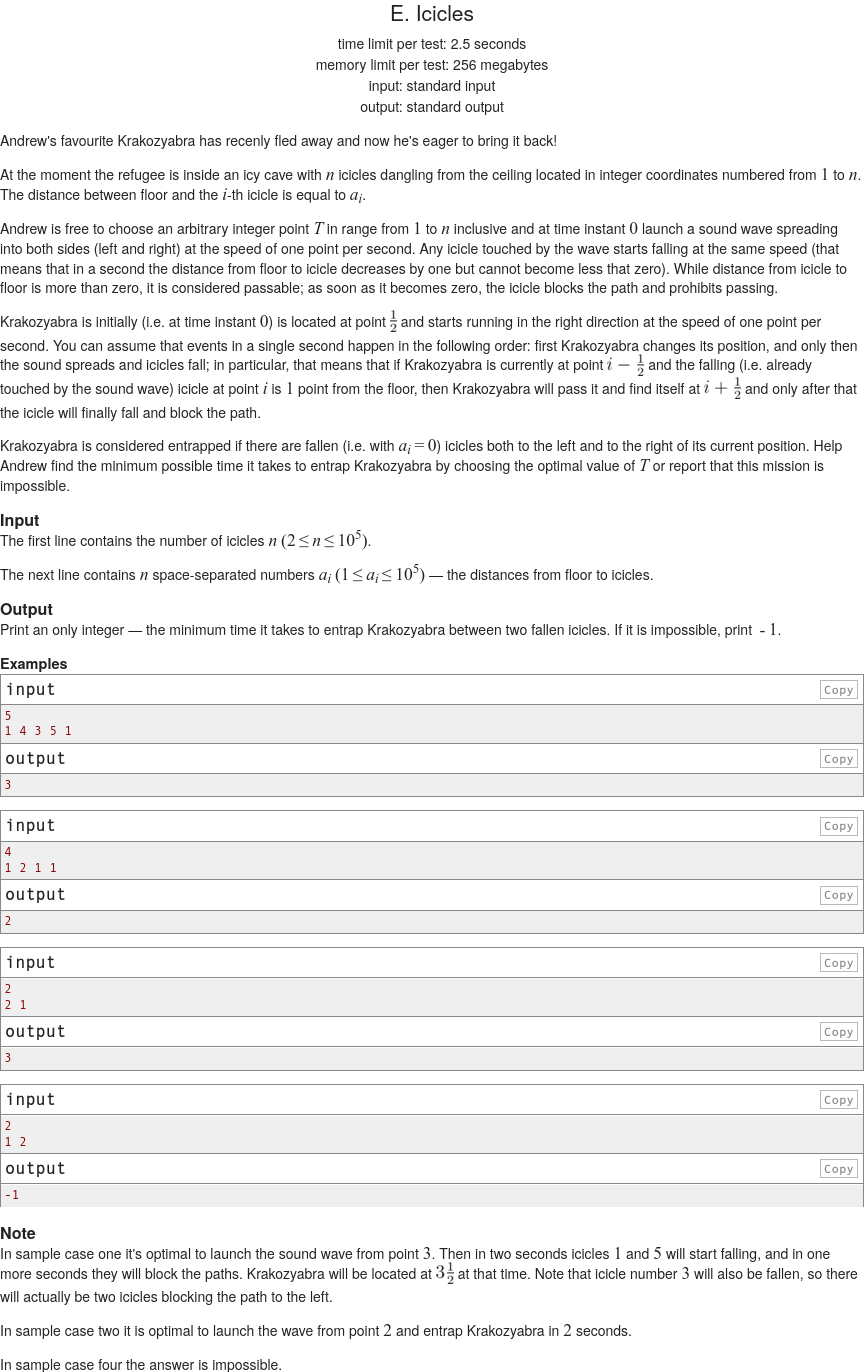 E. Icicles
time limit per test: 2.5 seconds
memory limit per test: 256 megabytes
input: standard input
output: standard output
Andrew's favourite Krakozyabra has recenly fled away and now he's eager to bring it back!
At the moment the refugee is inside an icy cave with n icicles dangling from the ceiling located in integer coordinates numbered from 1 to n.
The distance between floor and the i-th icicle is equal to a_i.
Andrew is free to choose an arbitrary integer point T in range from 1 to n inclusive and at time instant 0 launch a sound wave spreading
into both sides (left and right) at the speed of one point per second. Any icicle touched by the wave starts falling at the same speed (that
means that in a second the distance from floor to icicle decreases by one but cannot become less that zero). While distance from icicle to
floor is more than zero, it is considered passable; as soon as it becomes zero, the icicle blocks the path and prohibits passing.
Krakozyabra is initially (i.e. at time instant 0) is located at point 1/2 and starts running in the right direction at the speed of one point per
second. You can assume that events in a single second happen in the following order: first Krakozyabra changes its position, and only then
the sound spreads and icicles fall; in particular, that means that if Krakozyabra is currently at point i − 1/2 and the falling (i.e. already
touched by the sound wave) icicle at point i is 1 point from the floor, then Krakozyabra will pass it and find itself at i + 1/2 and only after that
the icicle will finally fall and block the path.
Krakozyabra is considered entrapped if there are fallen (i.e. with a_i = 0) icicles both to the left and to the right of its current position. Help
Andrew find the minimum possible time it takes to entrap Krakozyabra by choosing the optimal value of T or report that this mission is
impossible.
Input
The first line contains the number of icicles n (2 ≤ n ≤ 10^5).
The next line contains n space-separated numbers a_i (1 ≤ a_i ≤ 10^5) — the distances from floor to icicles.
Output
Print an only integer — the minimum time it takes to entrap Krakozyabra between two fallen icicles. If it is impossible, print - 1.
Examples
input Copy
5
1 4 3 5 1
output Copy
3
input Copy
4
1 2 1 1
output Copy
2
input Copy
2
2 1
output Copy
3
input Copy
2
1 2
output Copy
-1
Note
In sample case one it's optimal to launch the sound wave from point 3. Then in two seconds icicles 1 and 5 will start falling, and in one
more seconds they will block the paths. Krakozyabra will be located at 3 1/2 at that time. Note that icicle number 3 will also be fallen, so there
will actually be two icicles blocking the path to the left.
In sample case two it is optimal to launch the wave from point 2 and entrap Krakozyabra in 2 seconds.
In sample case four the answer is impossible.